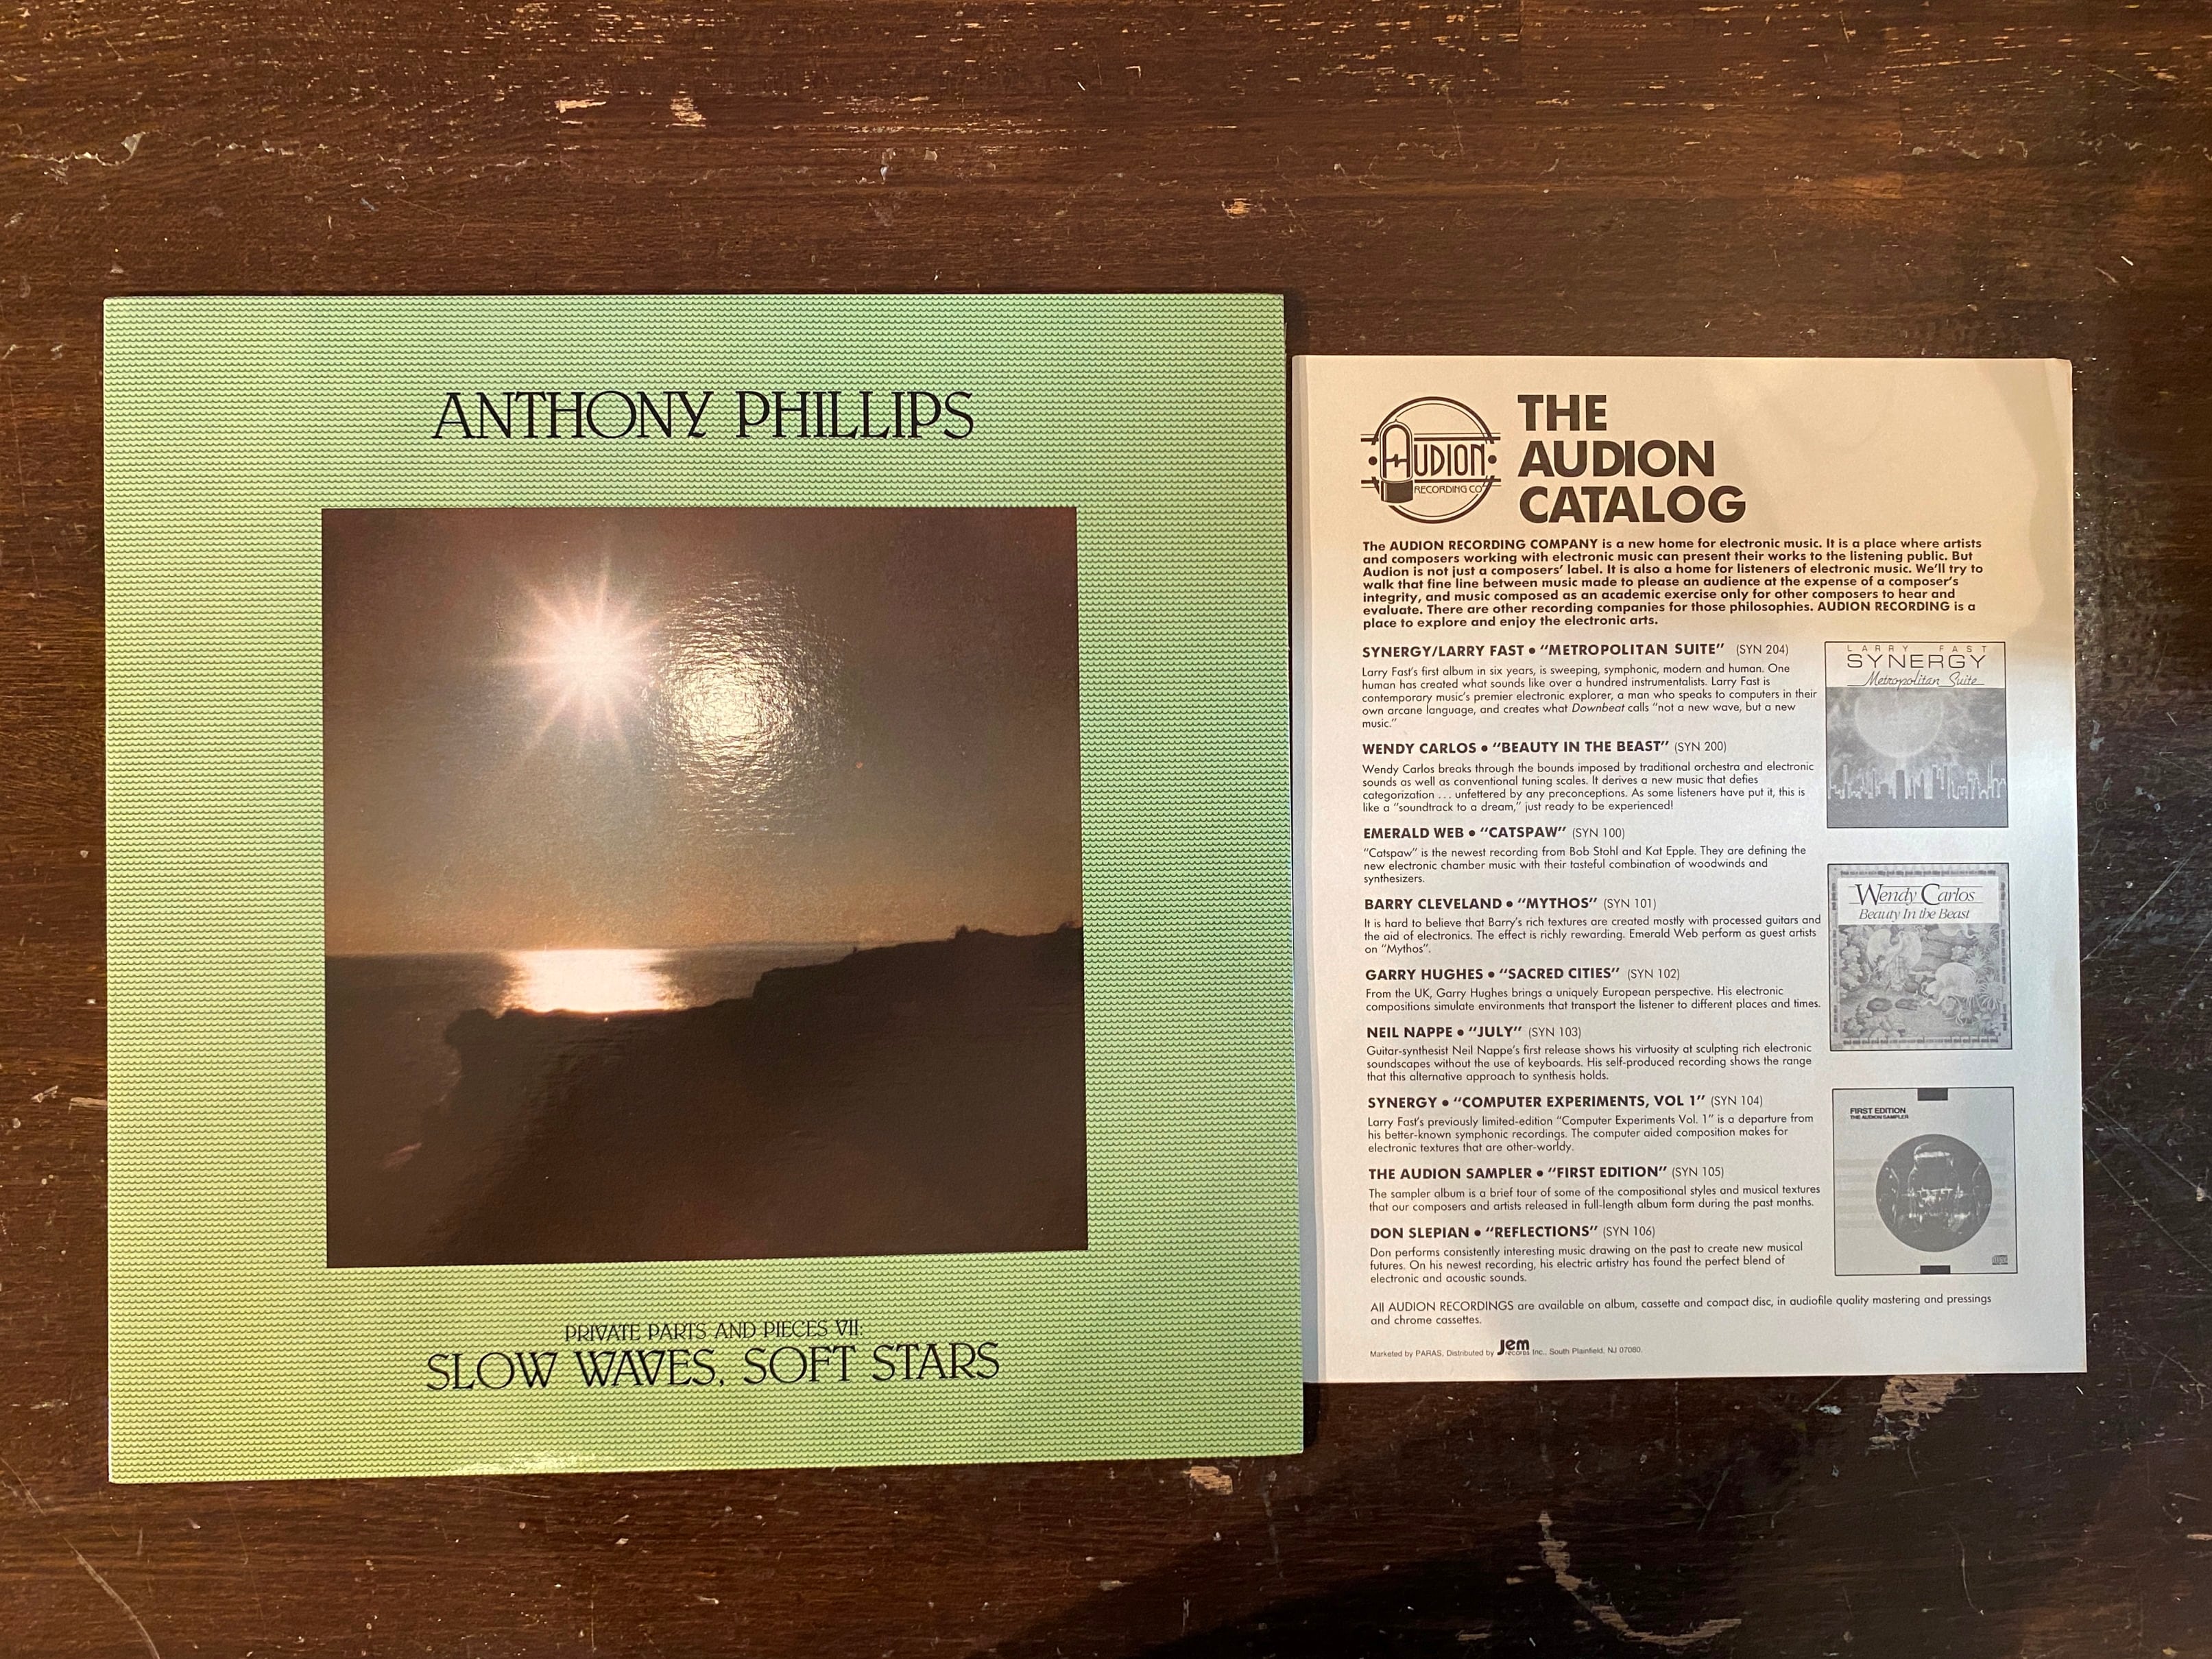 ANTHONY PHILLIPS
PRIVATE PARTS AND PIECES VII:
SLOW WAVES, SOFT STARS
AUDION
RECORDING CO
THE
AUDION
CATALOG
The AUDION RECORDING COMPANY is a new home for electronic music. It is a place where artists
and composers working with electronic music can present their works to the listening public. But
Audion is not just a composers' label. It is also a home for listeners of electronic music. We'll try to
walk that fine line between music made to please an audience at the expense of a composer's
integrity, and music composed as an academic exercise only for other composers to hear and
evaluate. There are other recording companies for those philosophies. AUDION RECORDING is a
place to explore and enjoy the electronic arts.
SYNERGY/LARRY FAST • "METROPOLITAN SUITE" (SYN 204)
Larry Fast's first album in six years, is sweeping, symphonic, modern and human. One
human has created what sounds like over a hundred instrumentalists. Larry Fast is
contemporary music's premier electronic explorer, a man who speaks to computers in their
own arcane language, and creates what Downbeat calls "not a new wave, but a new
music."
WENDY CARLOS • "BEAUTY IN THE BEAST" (SYN 200)
Wendy Carlos breaks through the bounds imposed by traditional orchestra and electronic
sounds as well as conventional tuning scales. It derives a new music that defies
categorization ... unfettered by any preconceptions. As some listeners have put it, this is
like a "soundtrack to a dream," just ready to be experienced!
EMERALD WEB • "CATSPAW" (SYN 100)
"Catspaw" is the newest recording from Bob Stohl and Kat Epple. They are defining the
new electronic chamber music with their tasteful combination of woodwinds and
synthesizers.
BARRY CLEVELAND • "MYTHOS" (SYN 101)
It is hard to believe that Barry's rich textures are created mostly with processed guitars and
the aid of electronics. The effect is richly rewarding. Emerald Web perform as guest artists
on "Mythos".
GARRY HUGHES • "SACRED CITIES" (SYN 102)
From the UK, Garry Hughes brings a uniquely European perspective. His electronic
compositions simulate environments that transport the listener to different places and times.
NEIL NAPPE • "JULY" (SYN 103)
Guitar-synthesist Neil Nappe's first release shows his virtuosity at sculpting rich electronic
soundscapes without the use of keyboards. His self-produced recording shows the range
that this alternative approach to synthesis holds.
SYNERGY • "COMPUTER EXPERIMENTS, VOL 1" (SYN 104)
Larry Fast's previously limited-edition "Computer Experiments Vol. 1" is a departure from
his better-known symphonic recordings. The computer aided composition makes for
electronic textures that are other-worldy.
THE AUDION SAMPLER • "FIRST EDITION" (SYN 105)
The sampler album is a brief tour of some of the compositional styles and musical textures
that our composers and artists released in full-length album form during the past months.
DON SLEPIAN • "REFLECTIONS" (SYN 106)
Don performs consistently interesting music drawing on the past to create new musical
futures. On his newest recording, his electric artistry has found the perfect blend of
electronic and acoustic sounds.
All AUDION RECORDINGS are available on album, cassette and compact disc, in audiofile quality mastering and pressings
and chrome cassettes.
Marketed by PARAS, Distributed by Jem records Inc., South Plainfield, NJ 07080.
LARRY FAST
SYNERGY
Metropolitan Suite
Wendy Carlos
Beauty In the Beast
FIRST EDITION
THE AUDION SAMPLER